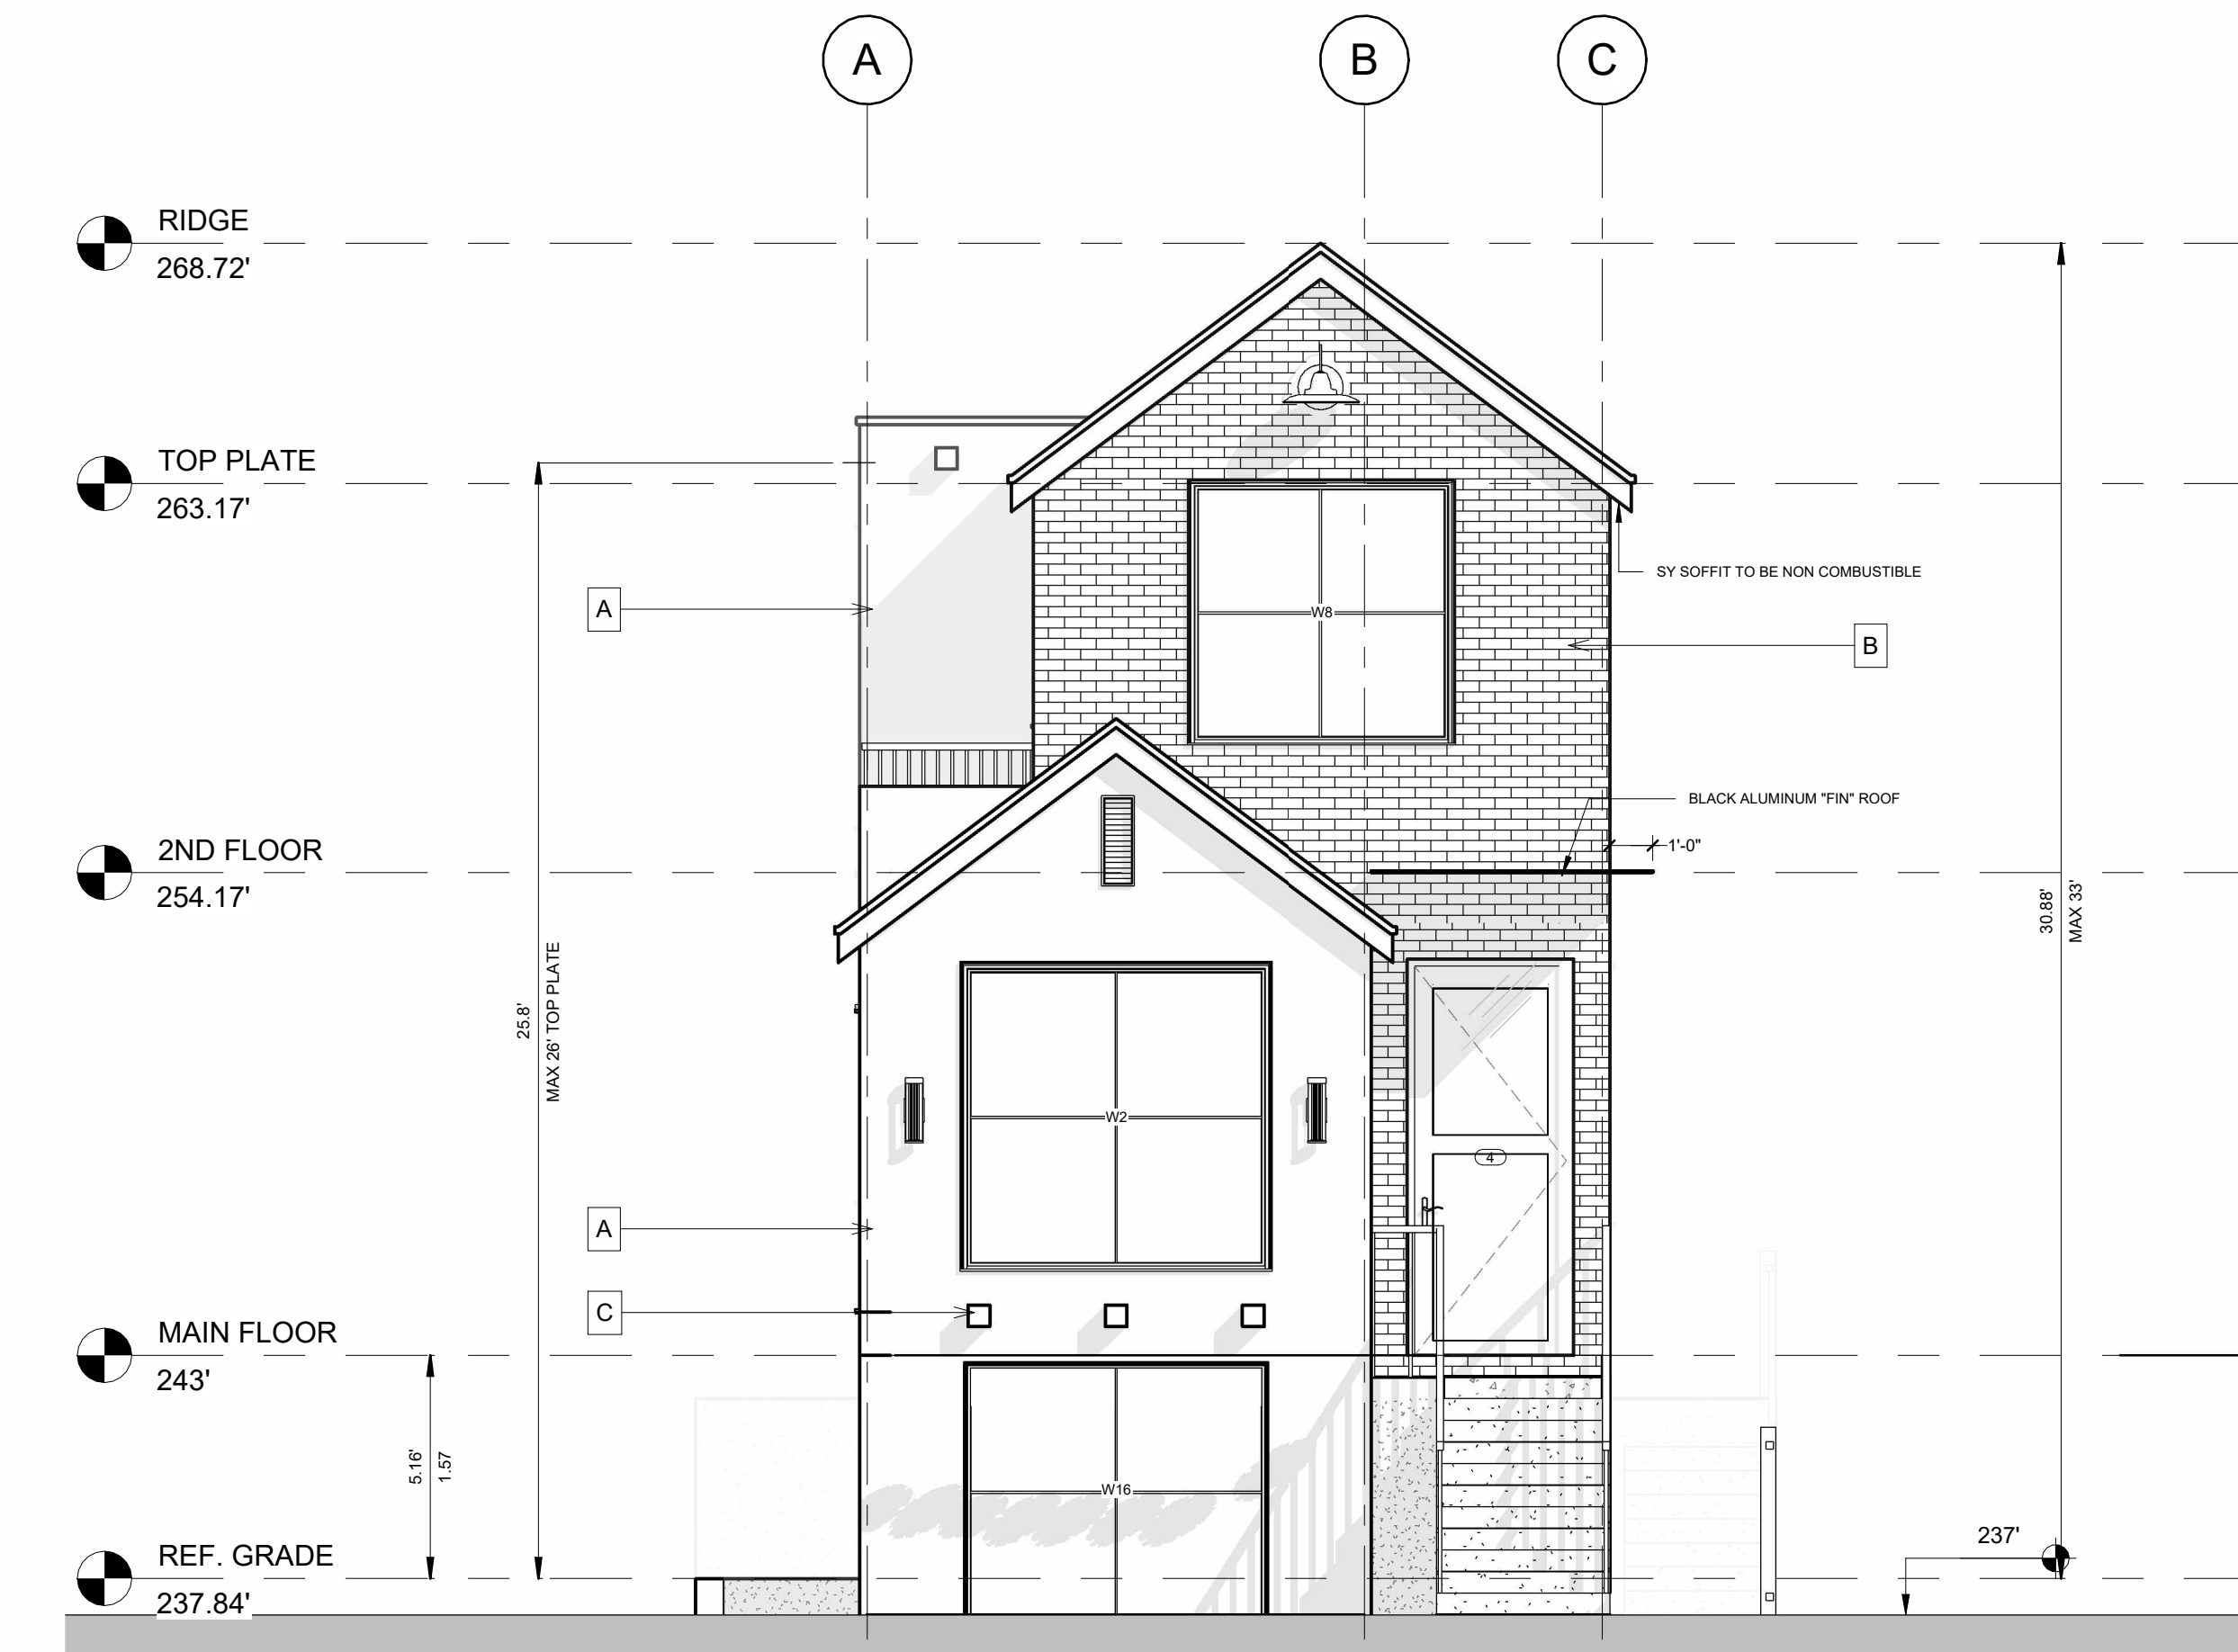 A
B
C
RIDGE
268.72'
TOP PLATE
263.17'
SY SOFFIT TO BE NON COMBUSTIBLE
A
W8
B
BLACK ALUMINUM "FIN" ROOF
1'-0"
2ND FLOOR
254.17'
30.88'
MAX 33'
25.8'
MAX 26' TOP PLATE
W2
4
A
C
MAIN FLOOR
243'
5.16'
1.57
W16
237'
REF. GRADE
237.84'